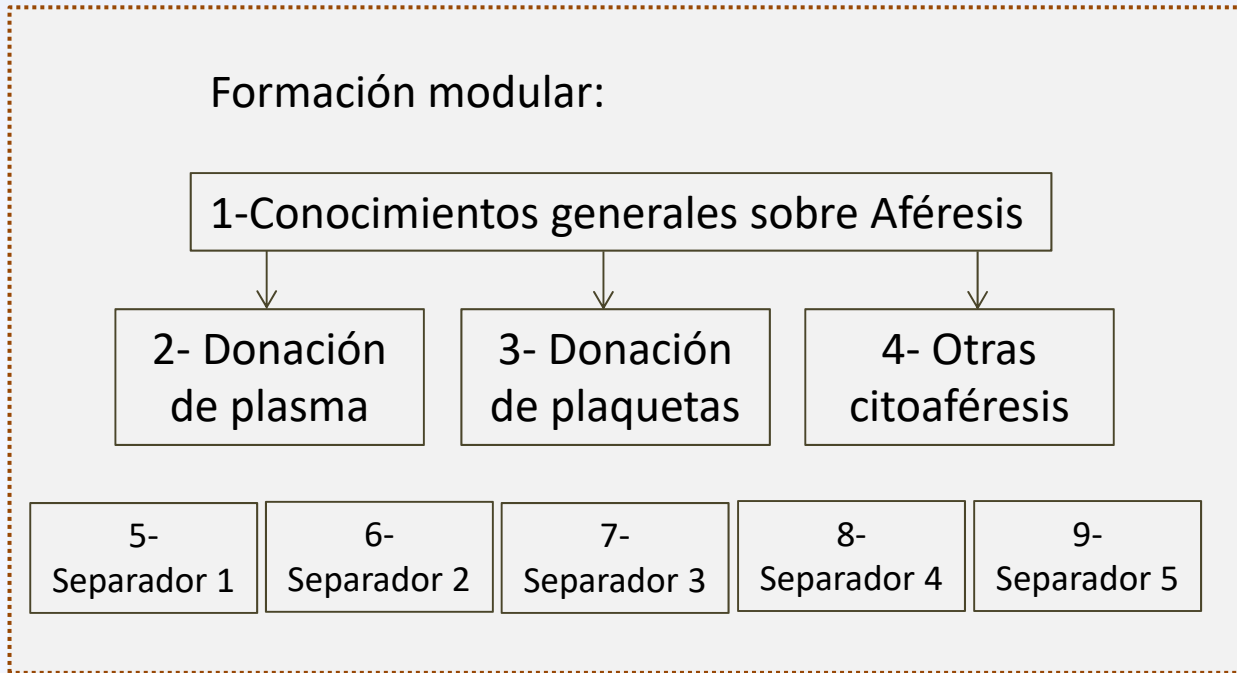 Formación modular:
1-Conocimientos generales sobre Aféresis
2- Donación
de plasma
3- Donación
de plaquetas
4- Otras
citoaféresis
5-
Separador 1
6-
Separador 2
7-
Separador 3
8-
Separador 4
9-
Separador 5